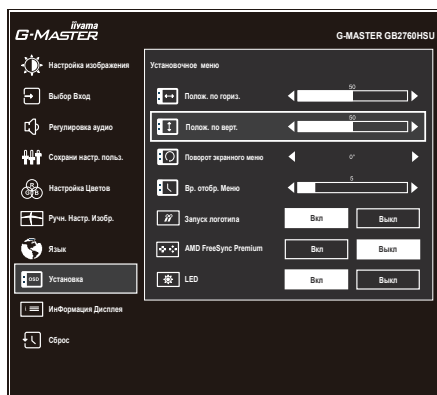 iiyama
G-MASTER
G-MASTER GB2760HSU
Настройка изображения
Выбор Вход
Регулировка аудио
Сохрани настр. польз.
Настройка Цветов
Ручн. Настр. Изобр.
Язык
OSD Установка
ИнФормация Дисплея
Сброс
Установочное меню
Полож. по гориз. 50
Полож. по верт. 50
Поворот экранного меню 0°
Вр. отобр. Меню 5
Запуск логотипа Вкл Выкл
AMD FreeSync Premium Вкл Выкл
LED Вкл Выкл